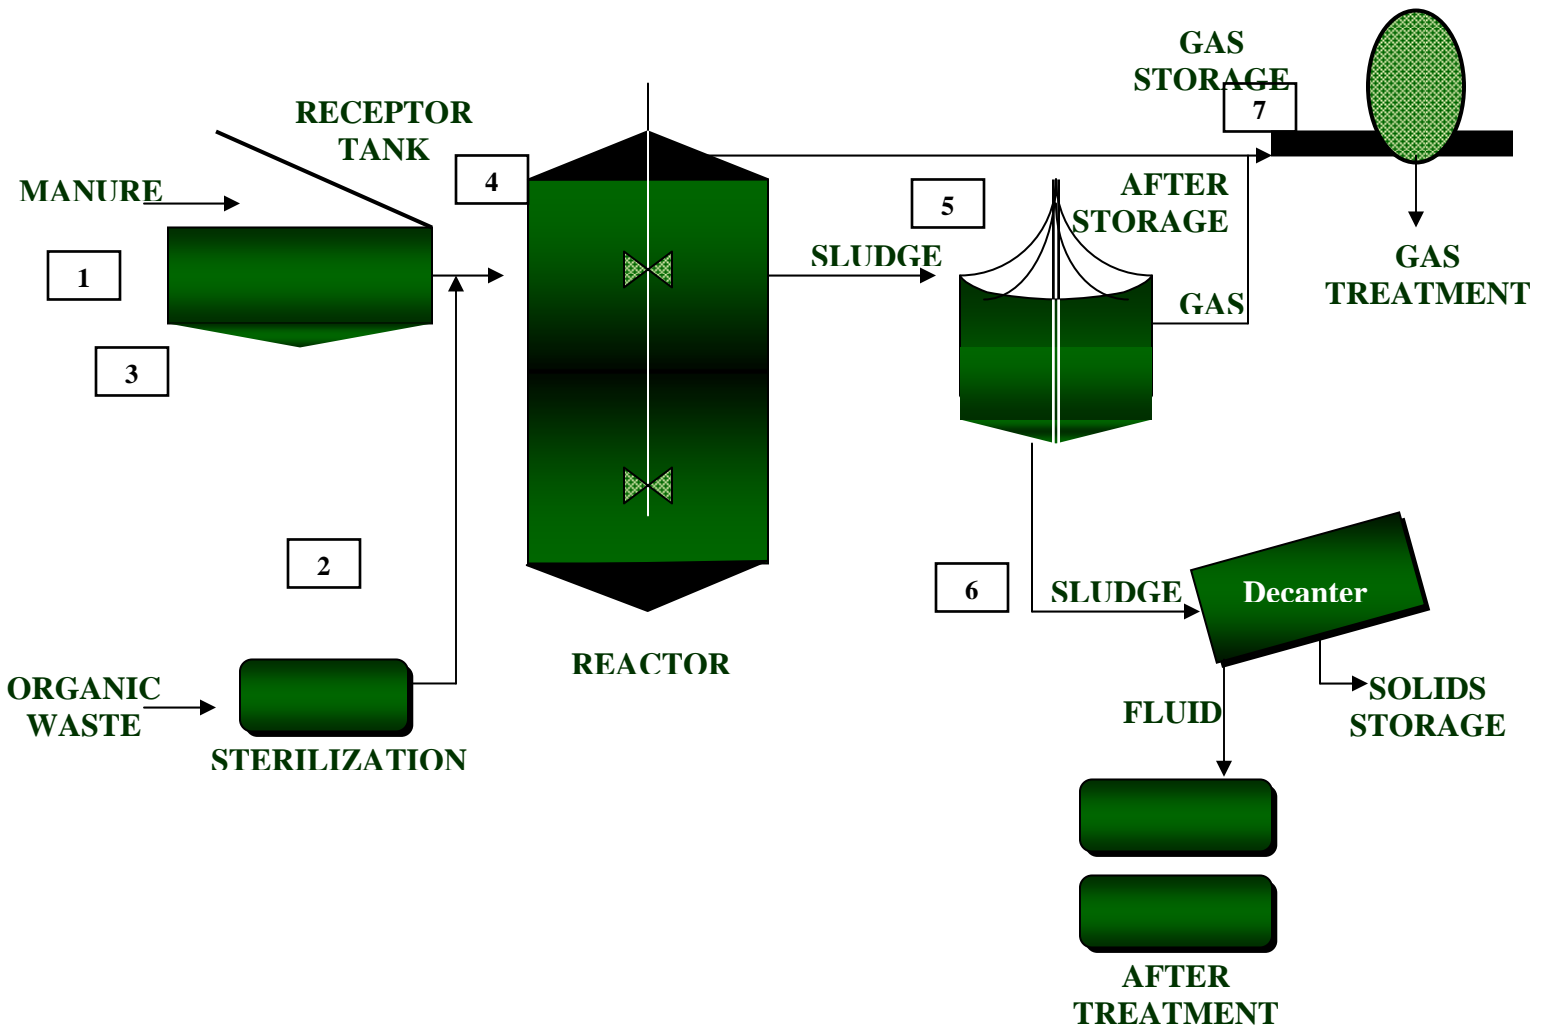 GAS
STORAGE
7
RECEPTOR
TANK
4
MANURE
5
AFTER
STORAGE
SLUDGE
GAS
TREATMENT
1
GAS
3
2
6
SLUDGE
Decanter
REACTOR
ORGANIC
WASTE
SOLIDS
STORAGE
FLUID
STERILIZATION
AFTER
TREATMENT